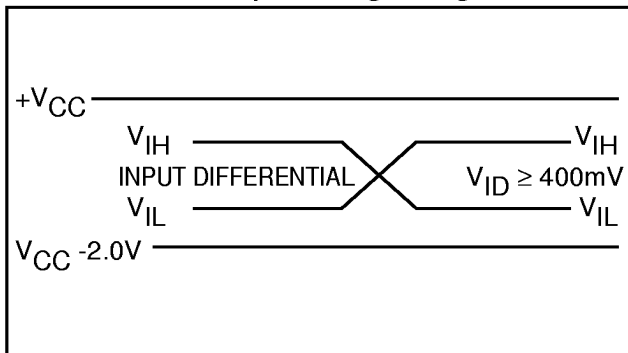 +VCC
VIH VIH
INPUT DIFFERENTIAL VID ≥ 400mV
VIL VIL
VCC -2.0V